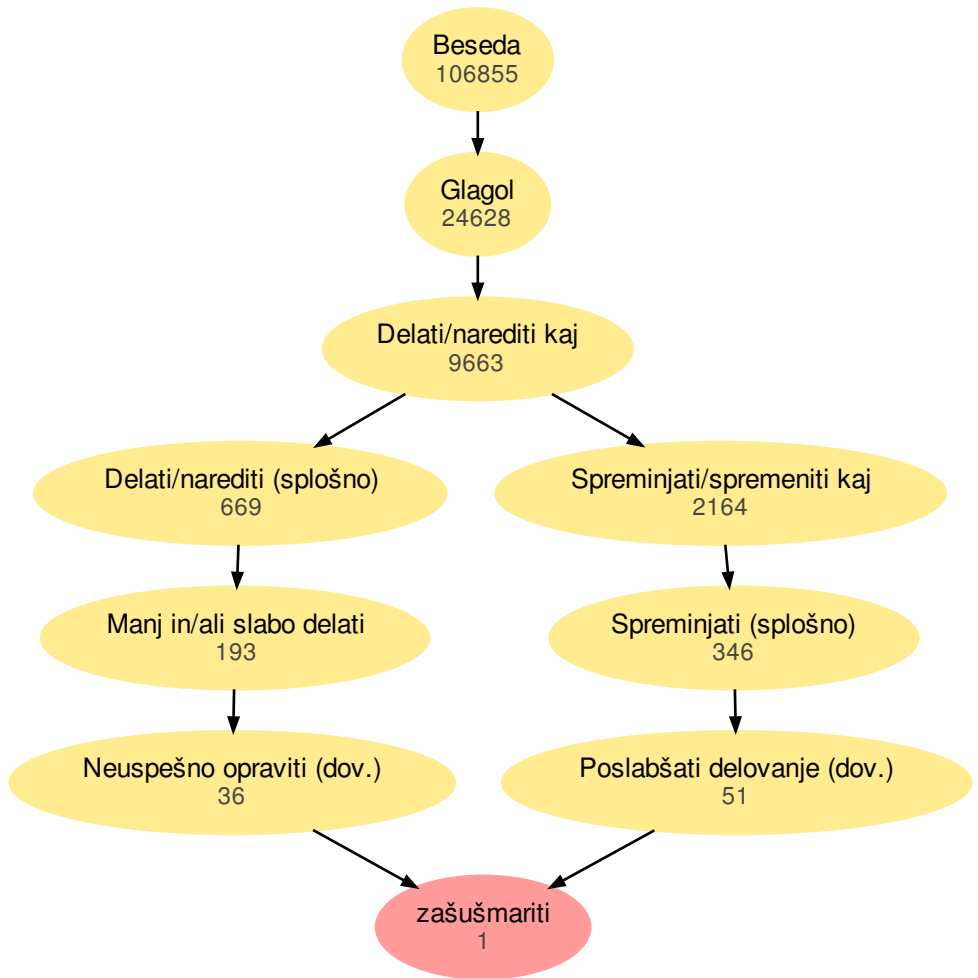 Beseda
106855
Glagol
24628
Delati/narediti kaj
9663
Delati/narediti (splošno)
669
Spreminjati/spremeniti kaj
2164
Manj in/ali slabo delati
193
Spreminjati (splošno)
346
Neuspešno opraviti (dov.)
36
Poslabšati delovanje (dov.)
51
zašušmariti
1